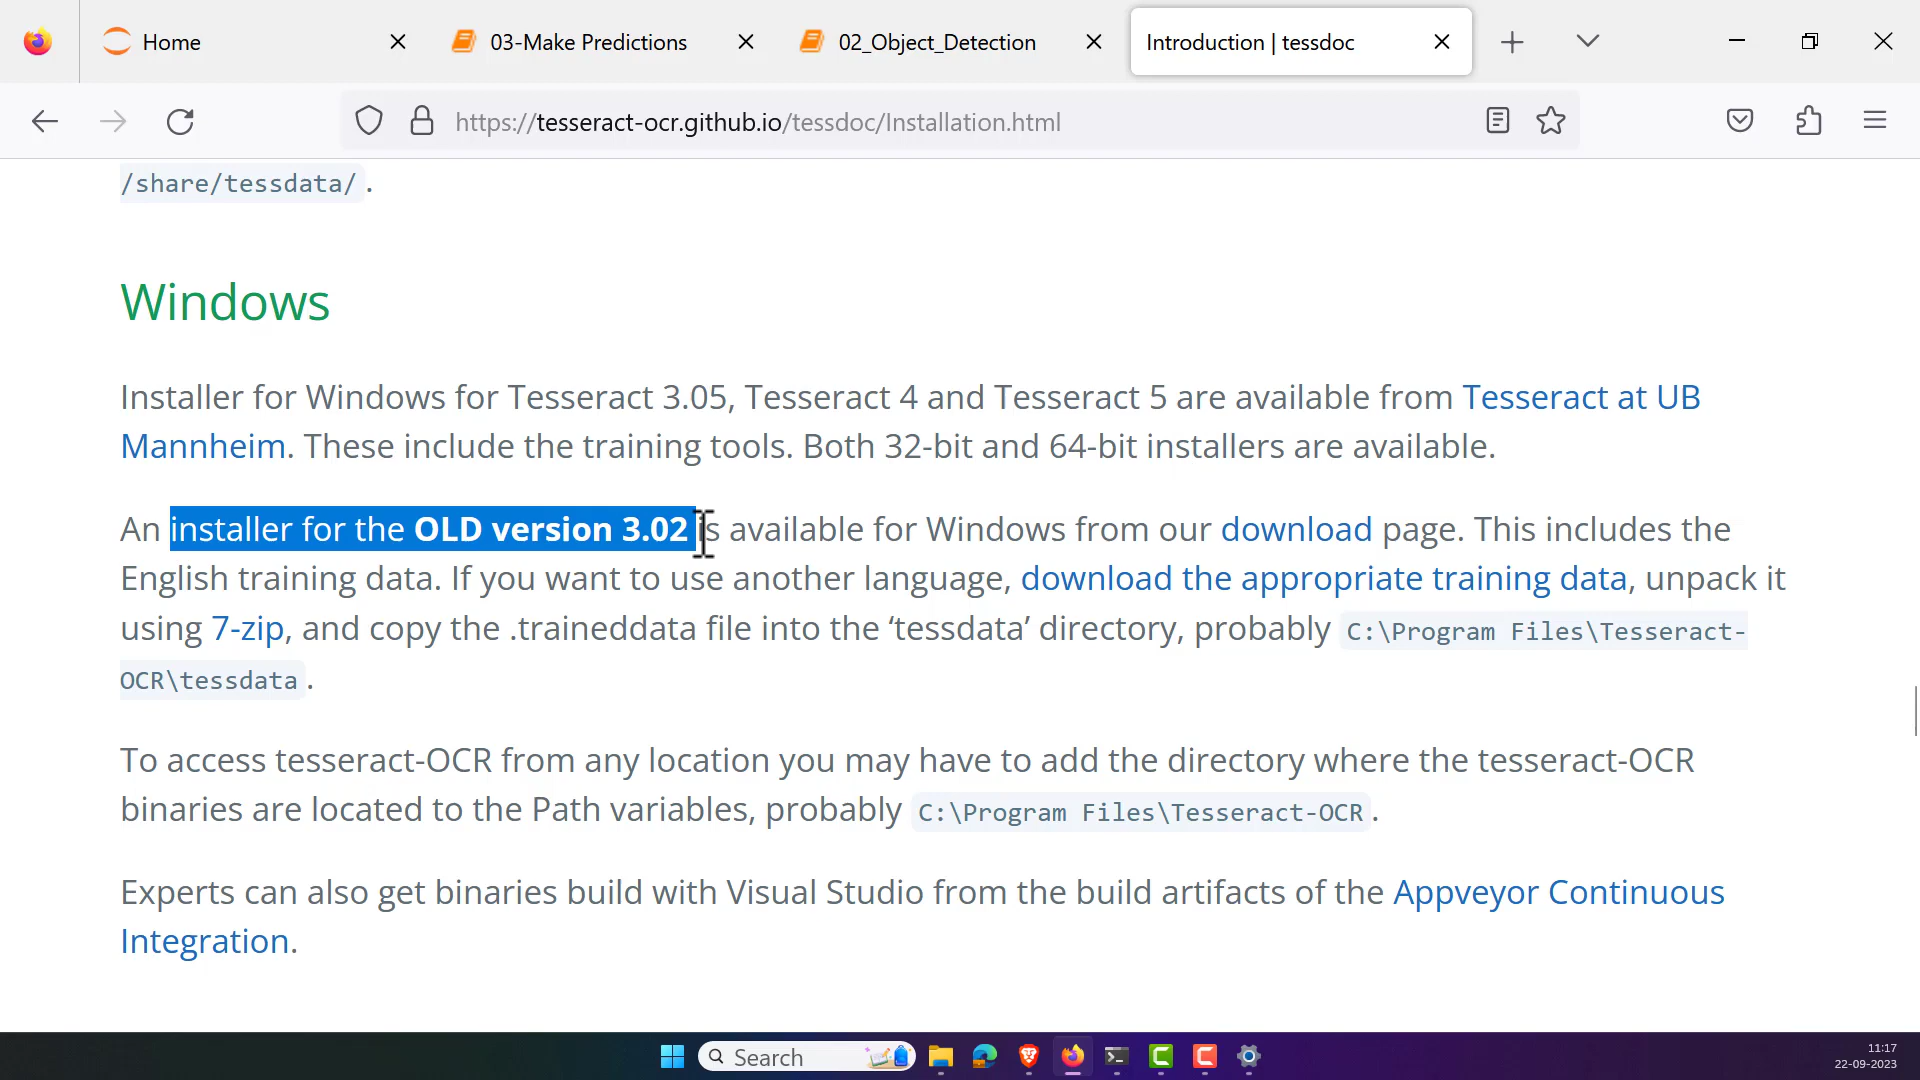 Home
03-Make Predictions
02_Object_Detection
Introduction | tessdoc
https://tesseract-ocr.github.io/tessdoc/Installation.html
/share/tessdata/ .
Windows
Installer for Windows for Tesseract 3.05, Tesseract 4 and Tesseract 5 are available from Tesseract at UB
Mannheim. These include the training tools. Both 32-bit and 64-bit installers are available.
An installer for the OLD version 3.02 is available for Windows from our download page. This includes the
English training data. If you want to use another language, download the appropriate training data, unpack it
using 7-zip, and copy the .traineddata file into the ‘tessdata’ directory, probably C:\Program Files\Tesseract-
OCR\tessdata .
To access tesseract-OCR from any location you may have to add the directory where the tesseract-OCR
binaries are located to the Path variables, probably C:\Program Files\Tesseract-OCR .
Experts can also get binaries build with Visual Studio from the build artifacts of the Appveyor Continuous
Integration.
Search
11:17
22-09-2023